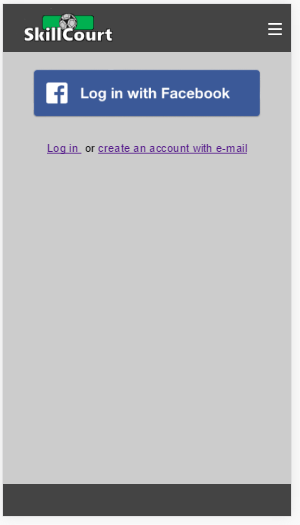 SkillCourt
Log in with Facebook
Log in or create an account with e-mail